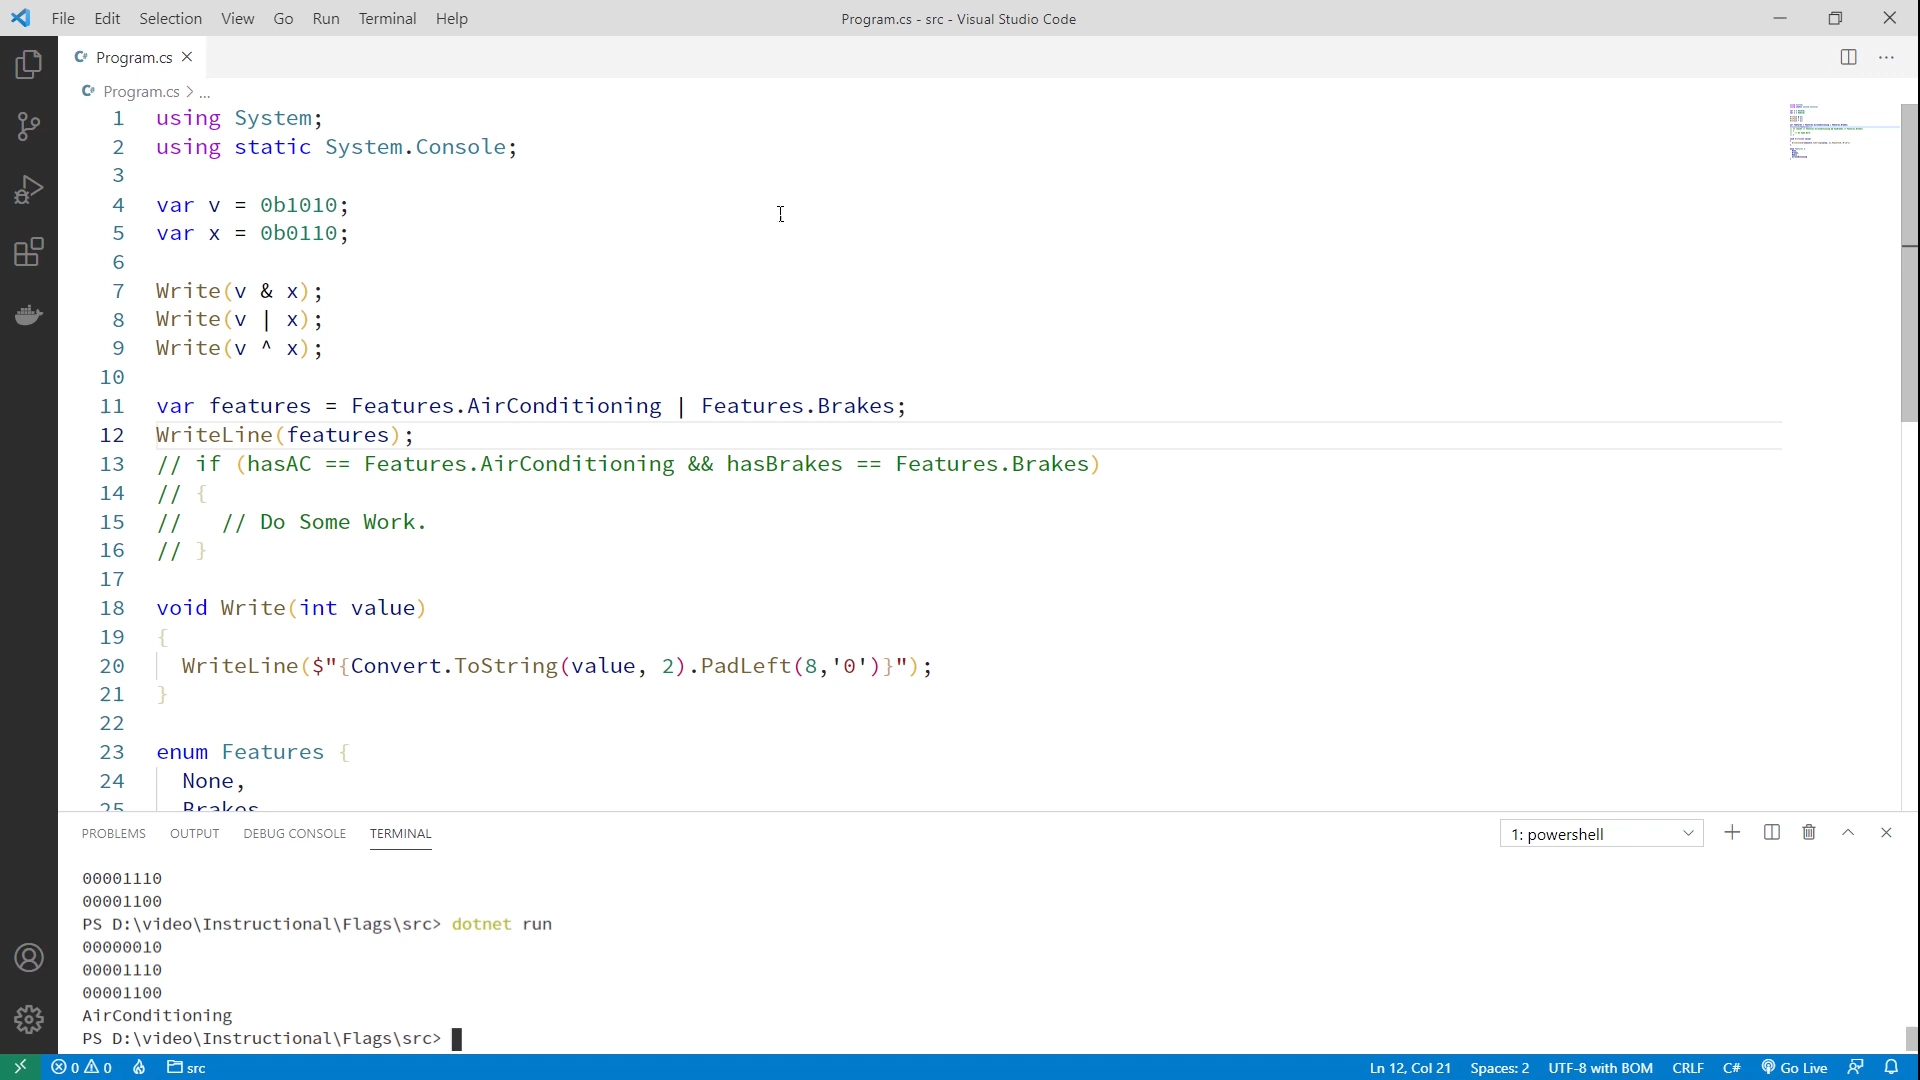 File Edit Selection View Go Run Terminal Help
Program.cs - src - Visual Studio Code
Program.cs
Program.cs > ...
1 using System;
2 using static System.Console;
3
4 var v = 0b1010;
5 var x = 0b0110;
6
7 Write(v & x);
8 Write(v | x);
9 Write(v ^ x);
10
11 var features = Features.AirConditioning | Features.Brakes;
12 WriteLine(features);
13 // if (hasAC == Features.AirConditioning && hasBrakes == Features.Brakes)
14 // {
15 //   // Do Some Work.
16 // }
17
18 void Write(int value)
19 {
20   WriteLine($"{Convert.ToString(value, 2).PadLeft(8,'0')}");
21 }
22
23 enum Features {
24   None,
25   Brakes
PROBLEMS OUTPUT DEBUG CONSOLE TERMINAL
1: powershell
00001110
00001100
PS D:\video\Instructional\Flags\src> dotnet run
00000010
00001110
00001100
AirConditioning
PS D:\video\Instructional\Flags\src>
0 0 src Ln 12, Col 21 Spaces: 2 UTF-8 with BOM CRLF C# Go Live